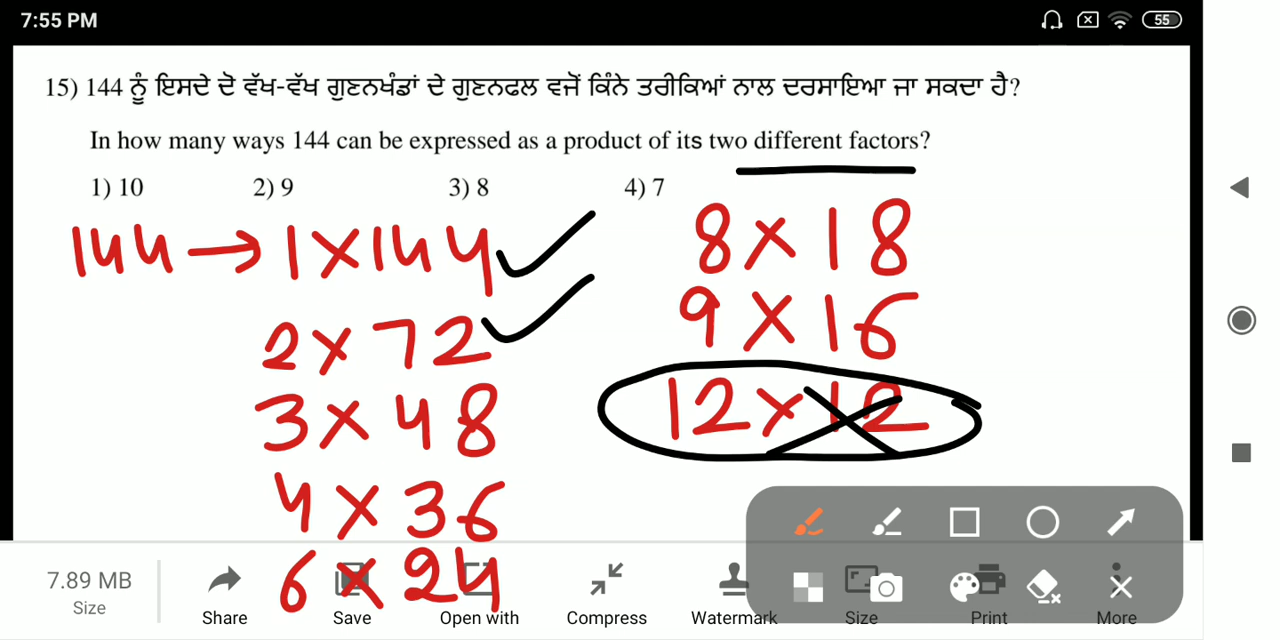 7:55 PM
55
15) 144 ਨੂੰ ਇਸਦੇ ਦੋ ਵੱਖ-ਵੱਖ ਗੁਣਨਖੰਡਾਂ ਦੇ ਗੁਣਨਫਲ ਵਜੋਂ ਕਿੰਨੇ ਤਰੀਕਿਆਂ ਨਾਲ ਦਰਸਾਇਆ ਜਾ ਸਕਦਾ ਹੈ?
In how many ways 144 can be expressed as a product of its two different factors?
1) 10 2) 9 3) 8 4) 7
144 → 1 × 144
2 × 72
3 × 48
4 × 36
6 × 24
8 × 18
9 × 16
12 × 12
7.89 MB
Size
Share Save Open with Compress Watermark Size Print More